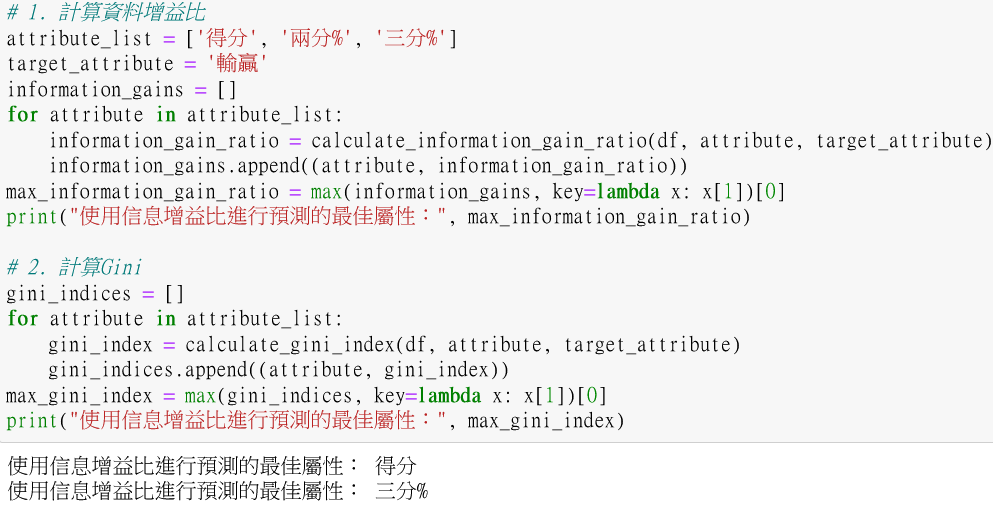 # 1. 計算資料增益比
attribute_list = ['得分', '兩分%', '三分%']
target_attribute = '輸贏'
information_gains = []
for attribute in attribute_list:
    information_gain_ratio = calculate_information_gain_ratio(df, attribute, target_attribute)
    information_gains.append((attribute, information_gain_ratio))
max_information_gain_ratio = max(information_gains, key=lambda x: x[1])[0]
print("使用信息增益比進行預測的最佳屬性：", max_information_gain_ratio)
# 2. 計算Gini
gini_indices = []
for attribute in attribute_list:
    gini_index = calculate_gini_index(df, attribute, target_attribute)
    gini_indices.append((attribute, gini_index))
max_gini_index = max(gini_indices, key=lambda x: x[1])[0]
print("使用信息增益比進行預測的最佳屬性：", max_gini_index)
使用信息增益比進行預測的最佳屬性： 得分
使用信息增益比進行預測的最佳屬性： 三分%